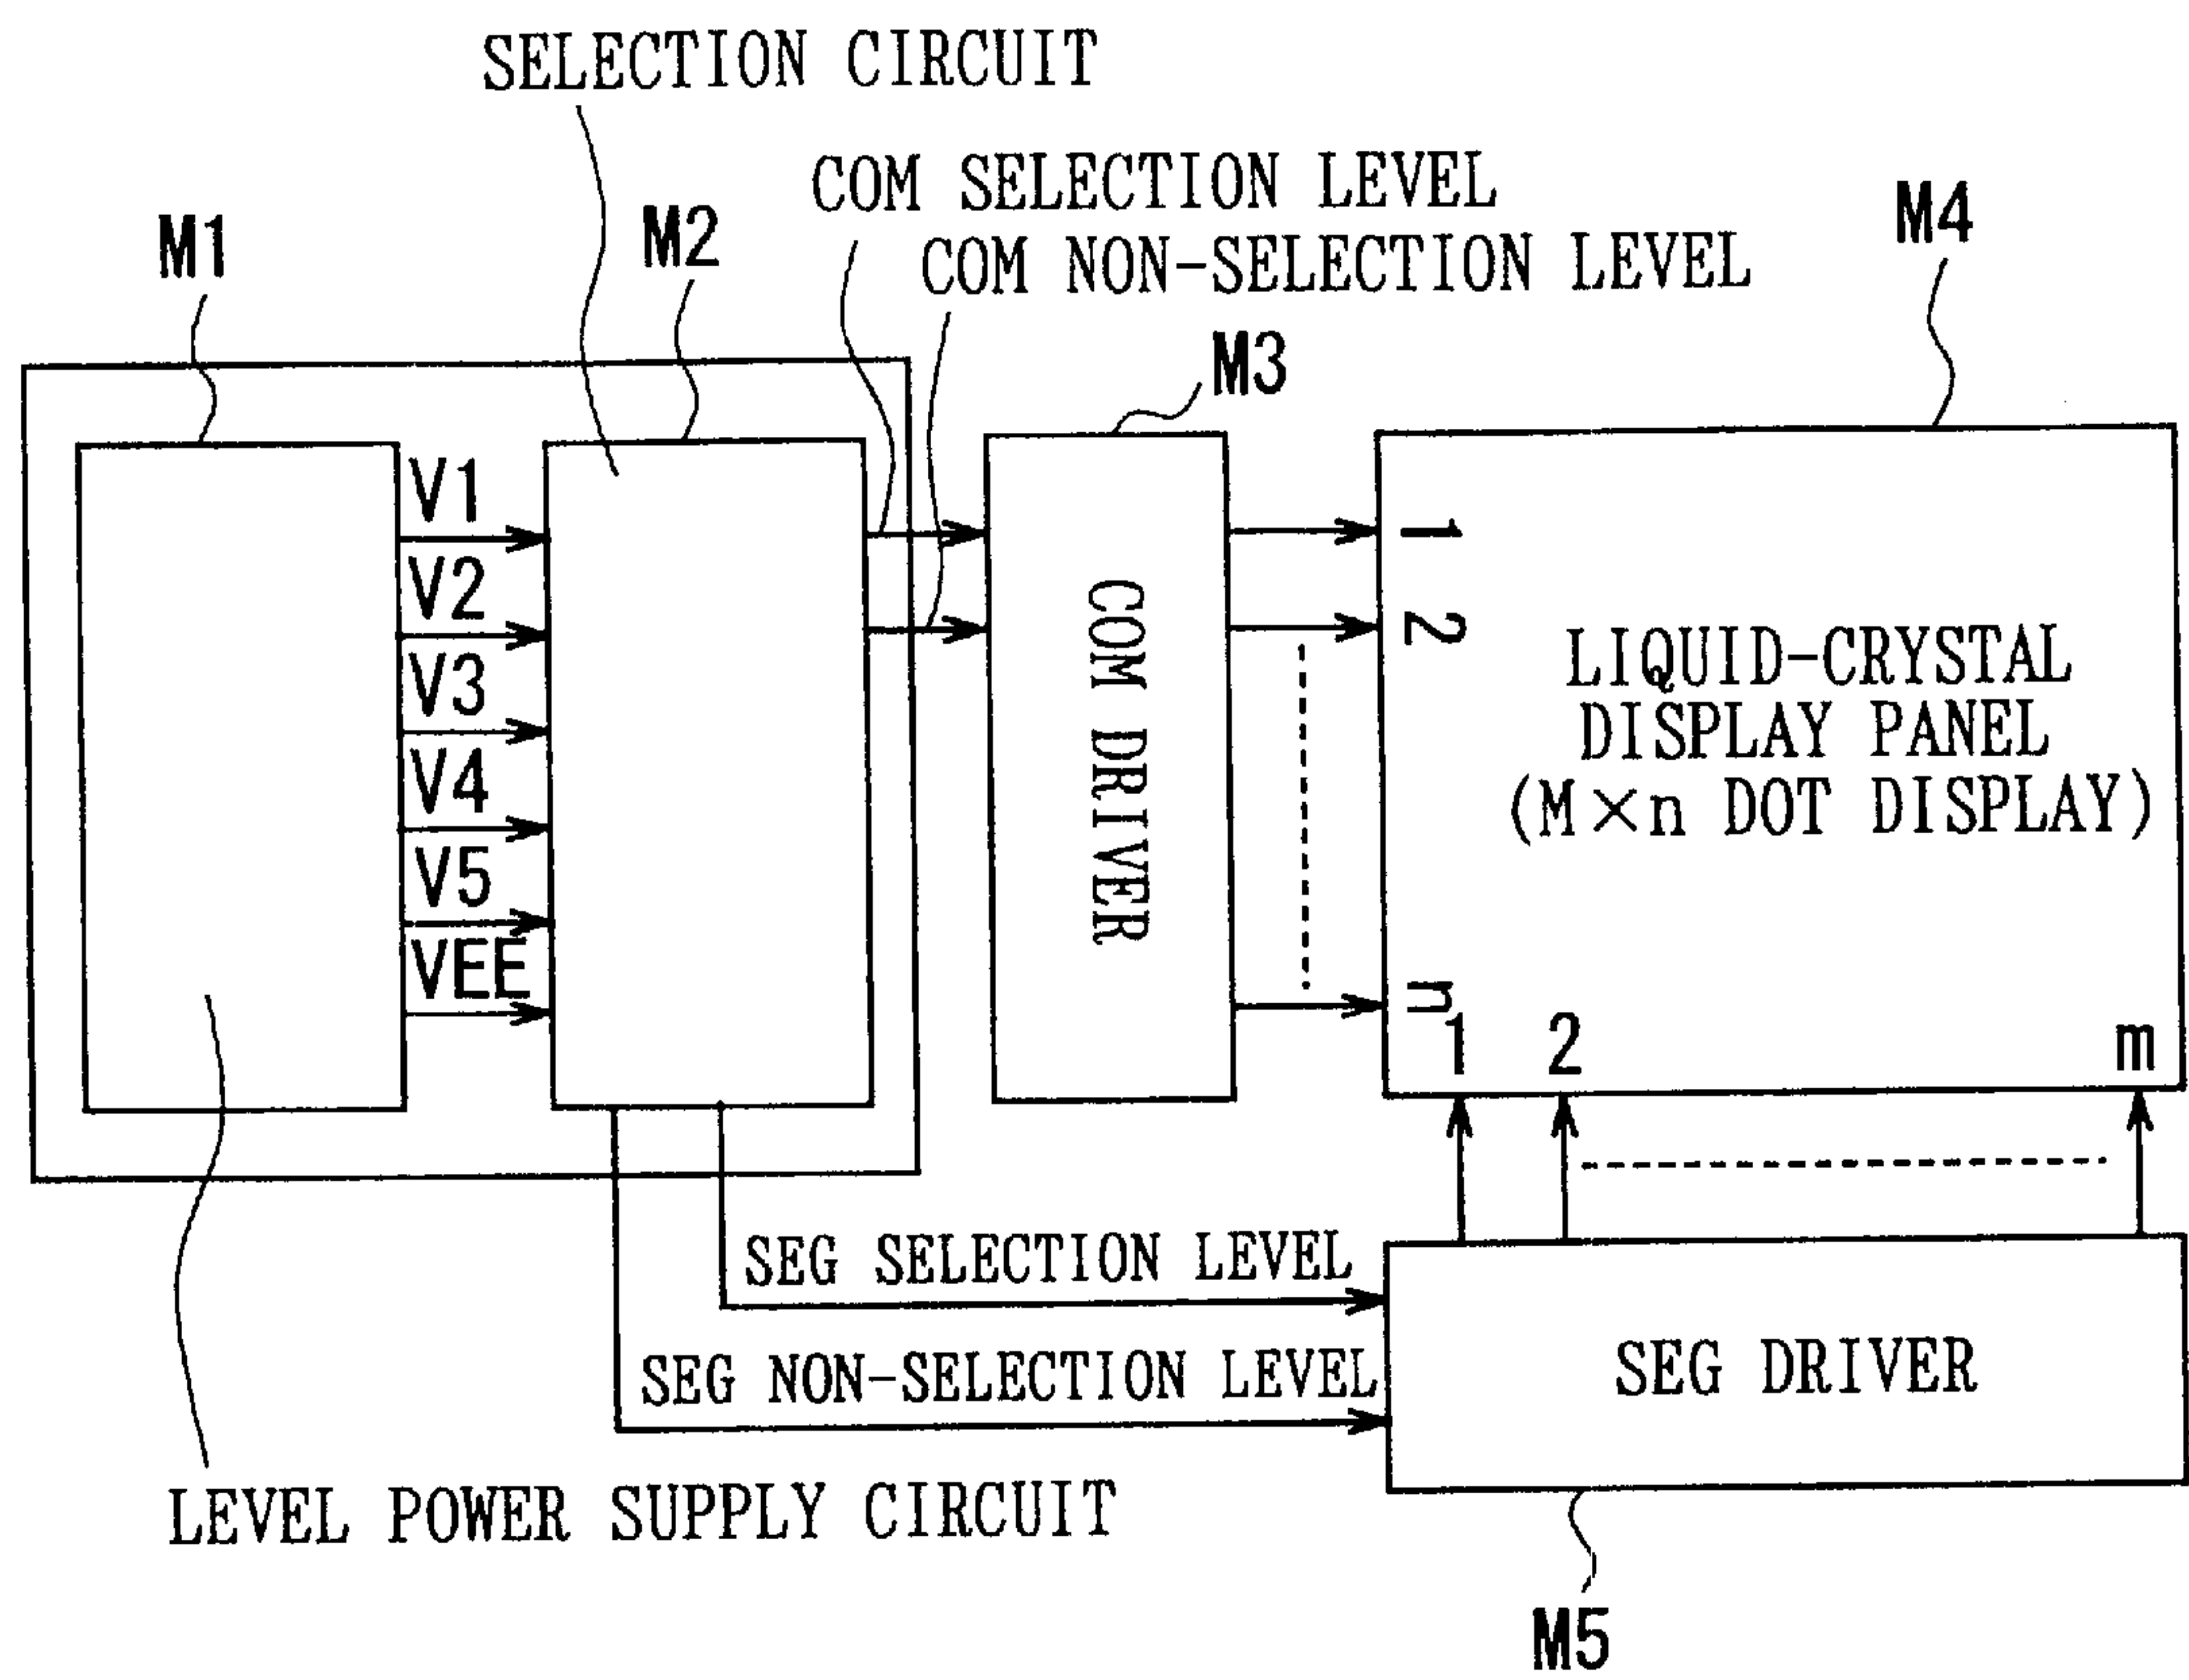 SELECTION CIRCUIT
COM SELECTION LEVEL
COM NON-SELECTION LEVEL
M1
M2
M3
M4
V1
V2
V3
V4
V5
VEE
COM DRIVER
1
2
n
LIQUID-CRYSTAL
DISPLAY PANEL
(M×n DOT DISPLAY)
1 2 m
SEG SELECTION LEVEL
SEG NON-SELECTION LEVEL
SEG DRIVER
LEVEL POWER SUPPLY CIRCUIT
M5